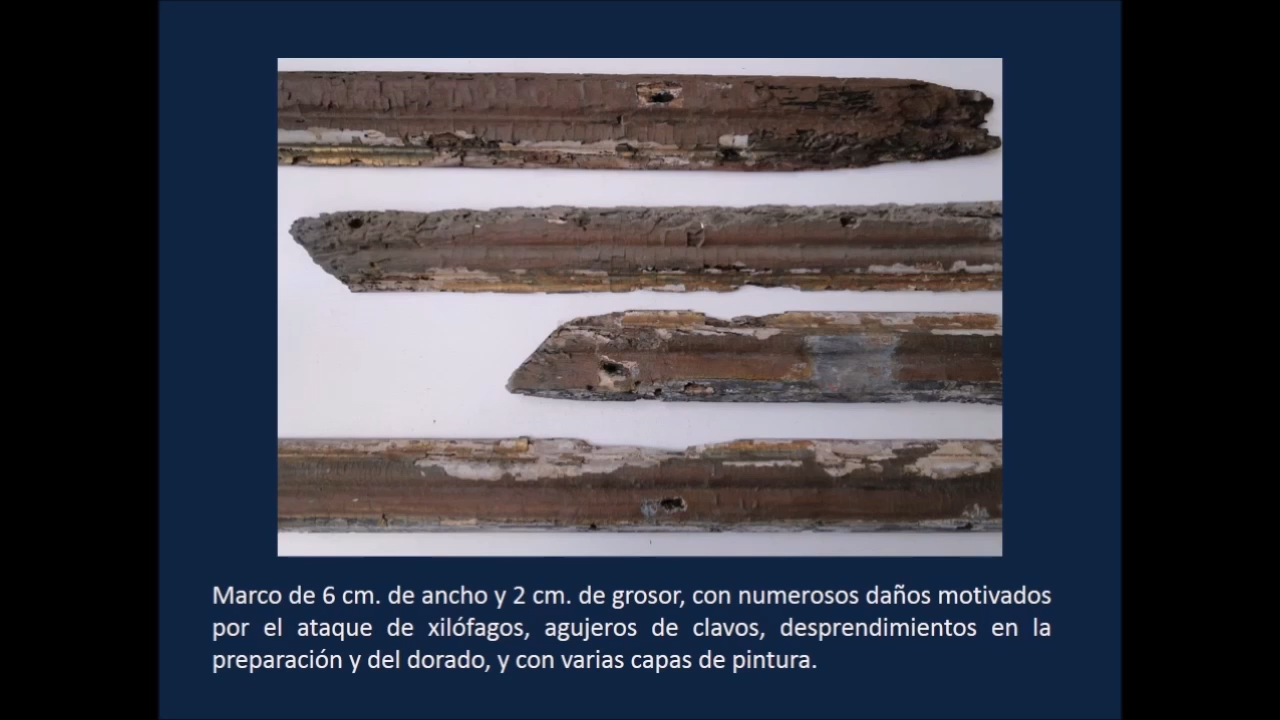 Marco de 6 cm. de ancho y 2 cm. de grosor, con numerosos daños motivados
por el ataque de xilófagos, agujeros de clavos, desprendimientos en la
preparación y del dorado, y con varias capas de pintura.